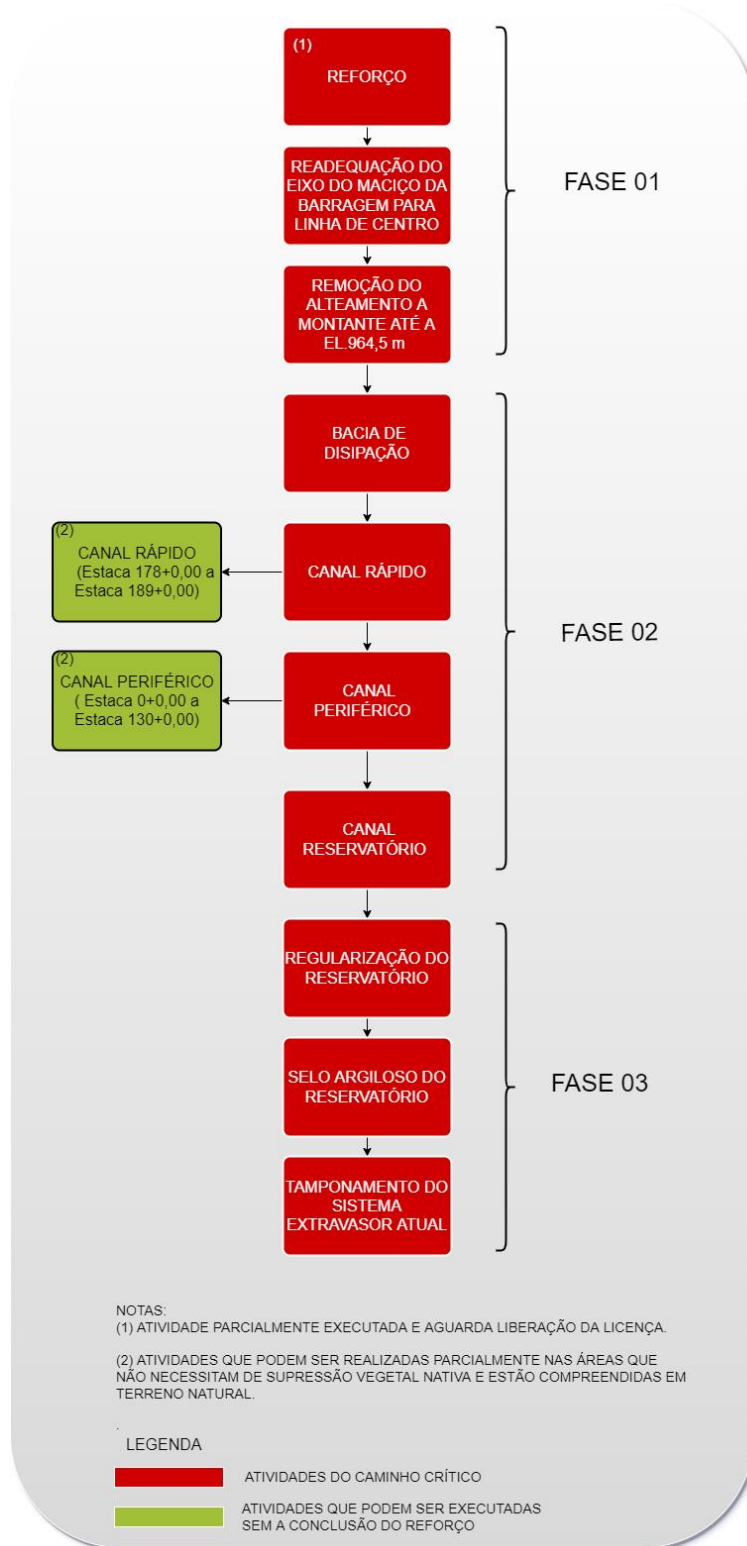 (1)
REFORÇO
READEQUAÇÃO DO
EIXO DO MACIÇO DA
BARRAGEM PARA
LINHA DE CENTRO
REMOÇÃO DO
ALTEAMENTO A
MONTANTE ATÉ A
EL.964,5 m
FASE 01
BACIA DE
DISIPAÇÃO
(2)
CANAL RÁPIDO
(Estaca 178+0,00 a
Estaca 189+0,00)
CANAL RÁPIDO
(2)
CANAL PERIFÉRICO
( Estaca 0+0,00 a
Estaca 130+0,00)
CANAL
PERIFÉRICO
CANAL
RESERVATÓRIO
FASE 02
REGULARIZAÇÃO DO
RESERVATÓRIO
SELO ARGILOSO DO
RESERVATÓRIO
TAMPONAMENTO DO
SISTEMA
EXTRAVASOR ATUAL
FASE 03
NOTAS:
(1) ATIVIDADE PARCIALMENTE EXECUTADA E AGUARDA LIBERAÇÃO DA LICENÇA.
(2) ATIVIDADES QUE PODEM SER REALIZADAS PARCIALMENTE NAS ÁREAS QUE
NÃO NECESSITAM DE SUPRESSÃO VEGETAL NATIVA E ESTÃO COMPREENDIDAS EM
TERRENO NATURAL.
.
LEGENDA
ATIVIDADES DO CAMINHO CRÍTICO
ATIVIDADES QUE PODEM SER EXECUTADAS
SEM A CONCLUSÃO DO REFORÇO